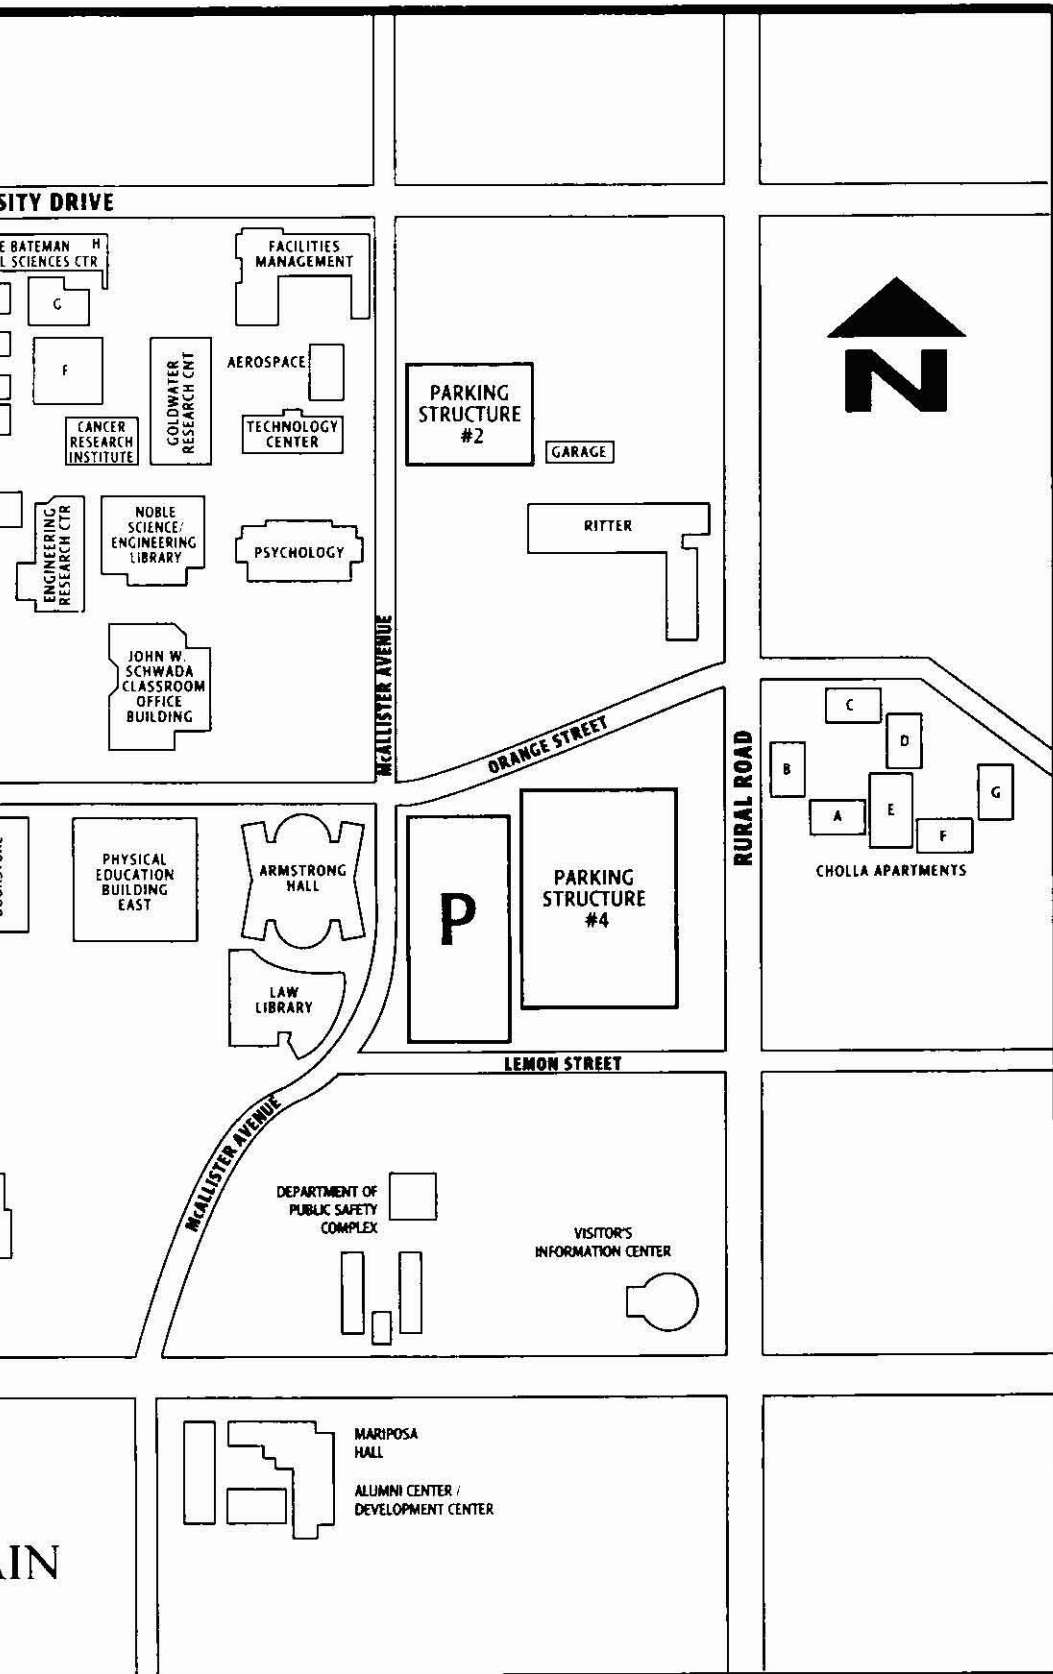 SITY DRIVE
E BATEMAN H
L SCIENCES CTR
G
F
FACILITIES
MANAGEMENT
GOLDWATER
RESEARCH CNT
AEROSPACE
CANCER
RESEARCH
INSTITUTE
TECHNOLOGY
CENTER
PARKING
STRUCTURE
#2
GARAGE
N
ENGINEERING
RESEARCH CTR
NOBLE
SCIENCE/
ENGINEERING
LIBRARY
PSYCHOLOGY
RITTER
JOHN W.
SCHWADA
CLASSROOM
OFFICE
BUILDING
McALLISTER AVENUE
ORANGE STREET
RURAL ROAD
C
D
B
A
E
F
G
CHOLLA APARTMENTS
PHYSICAL
EDUCATION
BUILDING
EAST
ARMSTRONG
HALL
P
PARKING
STRUCTURE
#4
LAW
LIBRARY
LEMON STREET
McALLISTER AVENUE
DEPARTMENT OF
PUBLIC SAFETY
COMPLEX
VISITOR'S
INFORMATION CENTER
MARIPOSA
HALL
ALUMNI CENTER /
DEVELOPMENT CENTER
AIN